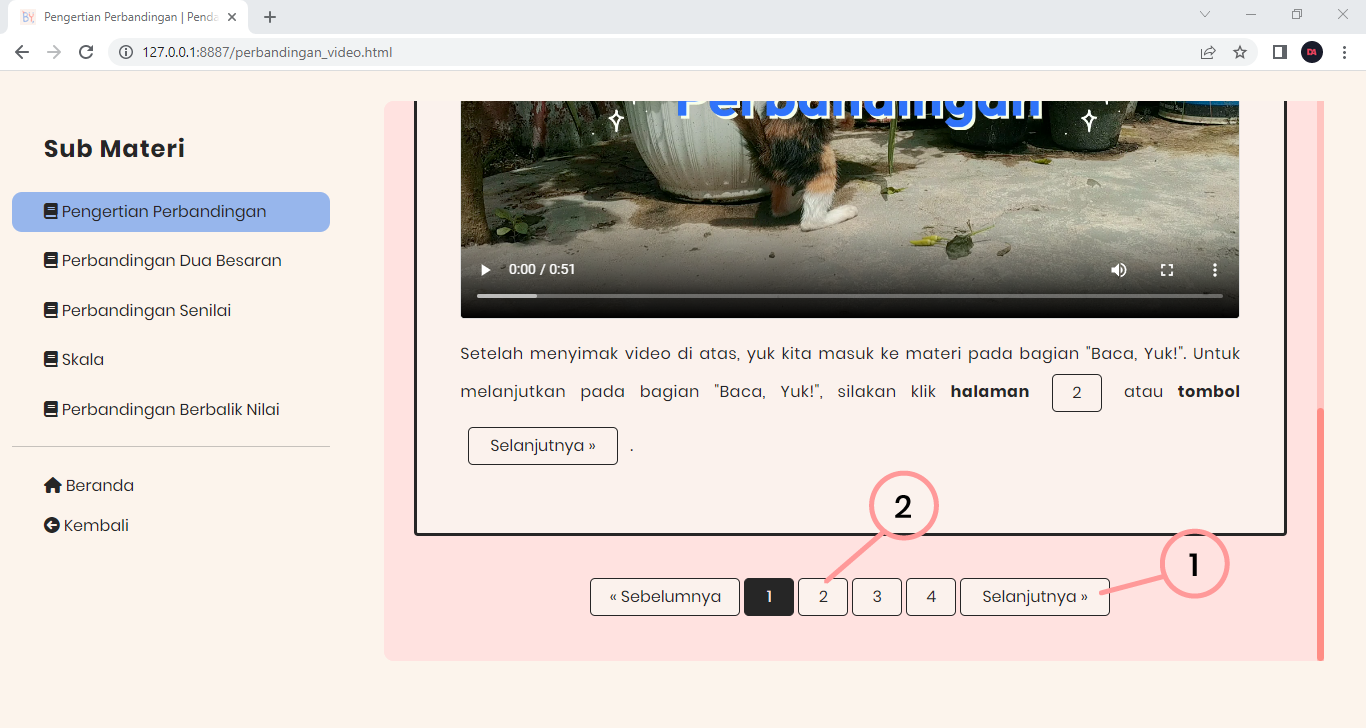 BY
Pengertian Perbandingan | Penda
127.0.0.1:8887/perbandingan_video.html
DA
Sub Materi
Pengertian Perbandingan
Perbandingan Dua Besaran
Perbandingan Senilai
Skala
Perbandingan Berbalik Nilai
Beranda
Kembali
Perbandingan
0:00 / 0:51
Setelah menyimak video di atas, yuk kita masuk ke materi pada bagian "Baca, Yuk!". Untuk
melanjutkan pada bagian "Baca, Yuk!", silakan klik halaman 2 atau tombol
Selanjutnya » .
2
1
« Sebelumnya 1 2 3 4 Selanjutnya »